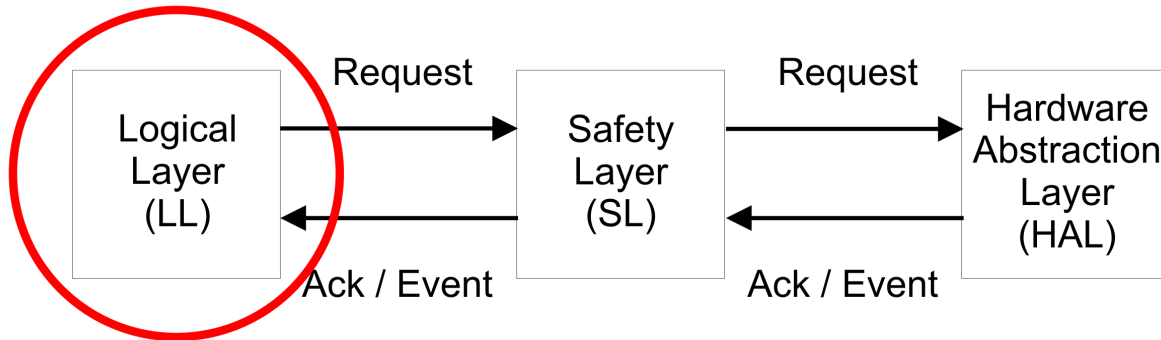 Request
Request
Logical
Layer
(LL)
Safety
Layer
(SL)
Hardware
Abstraction
Layer
(HAL)
Ack / Event
Ack / Event